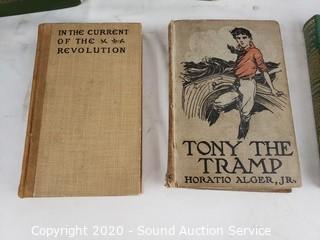 IN THE CURRENT
OF THE
REVOLUTION
TONY THE
TRAMP
HORATIO ALGER, JR.
Copyright © 2020 - Sound Auction Service